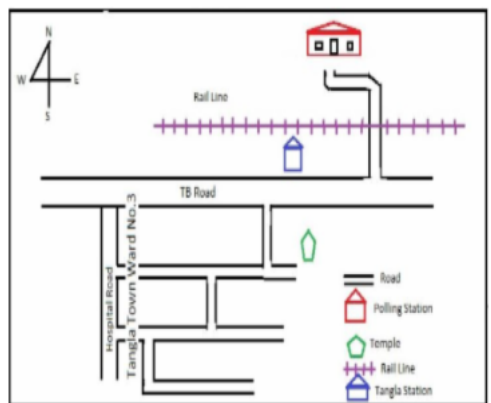 N
W
E
S
Rail Line
TB Road
Hospital Road
Tangla Town Ward No.3
Road
Polling Station
Temple
Rail Line
Tangla Station